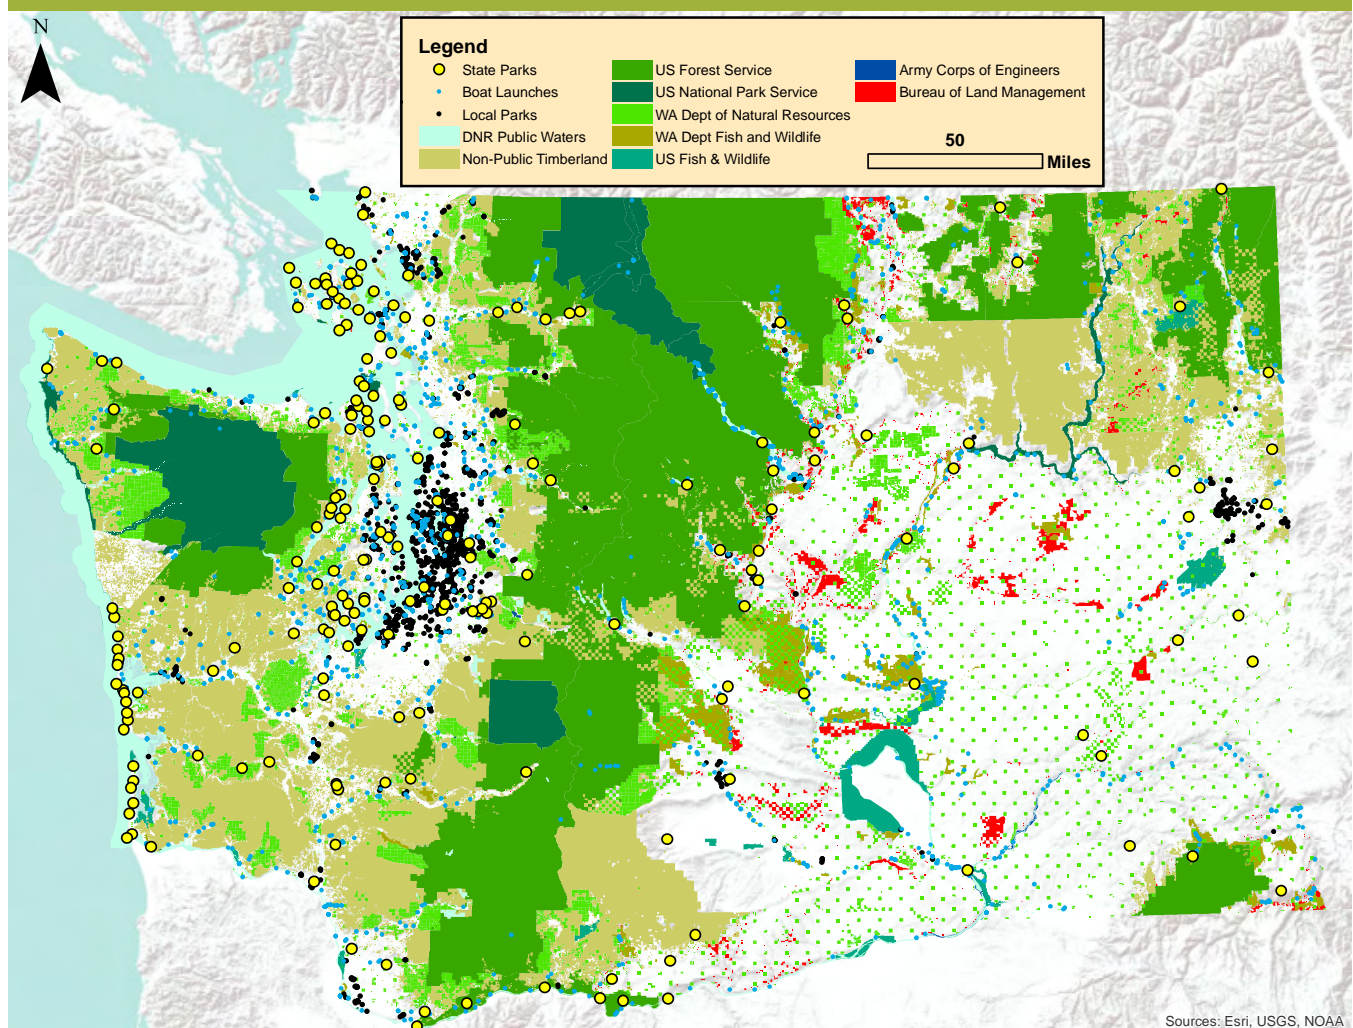 N
Legend
State Parks
Boat Launches
Local Parks
DNR Public Waters
Non-Public Timberland
US Forest Service
US National Park Service
WA Dept of Natural Resources
WA Dept Fish and Wildlife
US Fish & Wildlife
Army Corps of Engineers
Bureau of Land Management
50
Miles
Sources: Esri, USGS, NOAA